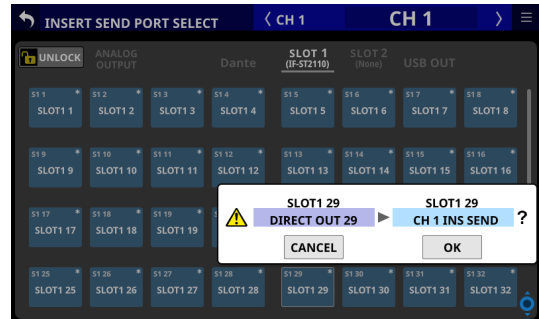 INSERT SEND PORT SELECT
CH 1
CH 1
UNLOCK
ANALOG
OUTPUT
Dante
SLOT 1
(IF-ST2110)
SLOT 2
(None)
USB OUT
S1 1 *
SLOT1 1
S1 2 *
SLOT1 2
S1 3 *
SLOT1 3
S1 4 *
SLOT1 4
S1 5 *
SLOT1 5
S1 6 *
SLOT1 6
S1 7 *
SLOT1 7
S1 8 *
SLOT1 8
S1 9 *
SLOT1 9
S1 10 *
SLOT1 10
S1 11 *
SLOT1 11
S1 12 *
SLOT1 12
S1 13 *
SLOT1 13
S1 14 *
SLOT1 14
S1 15 *
SLOT1 15
S1 16 *
SLOT1 16
S1 17 *
SLOT1 17
S1 18 *
SLOT1 18
S1 19 *
SLOT1 19
SLOT1 29
DIRECT OUT 29
SLOT1 29
CH 1 INS SEND
?
CANCEL
OK
S1 25 *
SLOT1 25
S1 26 *
SLOT1 26
S1 27 *
SLOT1 27
S1 28 *
SLOT1 28
S1 29 *
SLOT1 29
S1 30 *
SLOT1 30
S1 31 *
SLOT1 31
S1 32 *
SLOT1 32